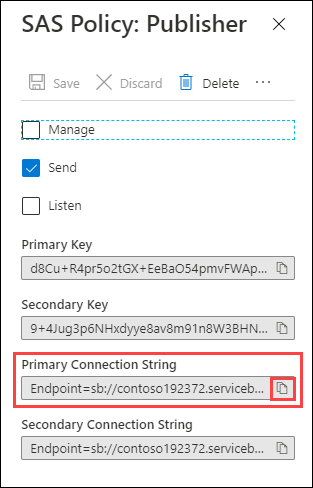 SAS Policy: Publisher
Save Discard Delete ...
Manage
Send
Listen
Primary Key
d8Cu+R4pr5o2tGX+EeBaO54pmvFWAp...
Secondary Key
9+4Jug3p6NHxdyye8av8m91n8W3BHN...
Primary Connection String
Endpoint=sb://contoso192372.serviceb...
Secondary Connection String
Endpoint=sb://contoso192372.serviceb...